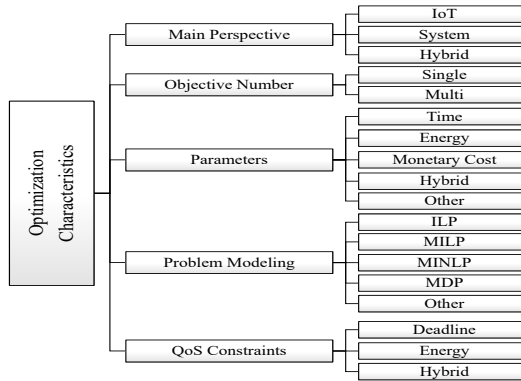 Optimization
Characteristics
Main Perspective
IoT
System
Hybrid
Objective Number
Single
Multi
Parameters
Time
Energy
Monetary Cost
Hybrid
Other
Problem Modeling
ILP
MILP
MINLP
MDP
Other
QoS Constraints
Deadline
Energy
Hybrid